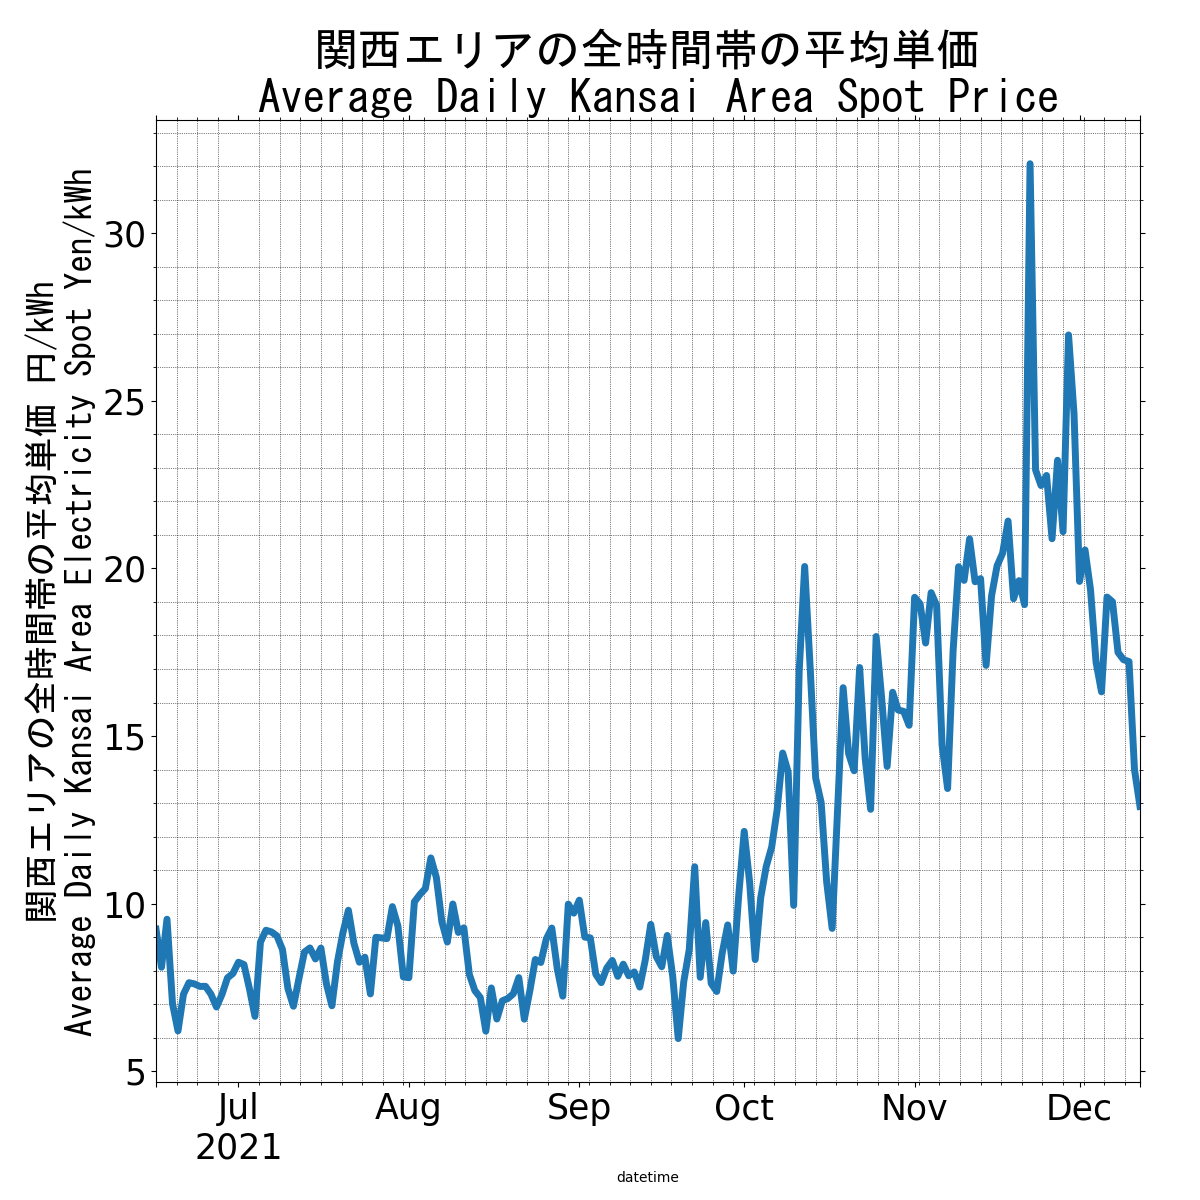 関西エリアの全時間帯の平均単価
Average Daily Kansai Area Spot Price
関西エリアの全時間帯の平均単価 円/kWh
Average Daily Kansai Area Electricity Spot Yen/kWh
30
25
20
15
10
5
Jul
2021
Aug
Sep
Oct
Nov
Dec
datetime